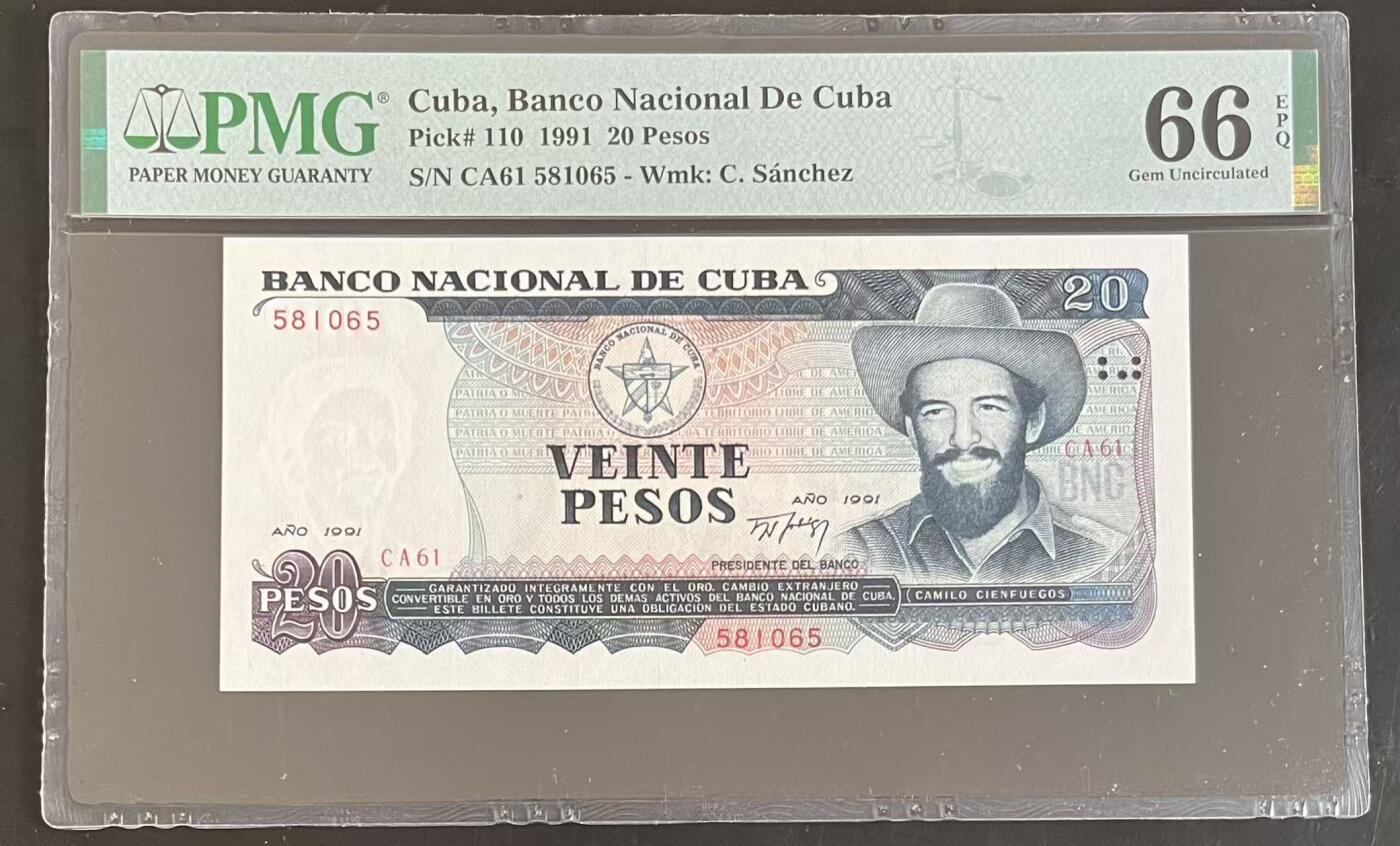 PMG®
PAPER MONEY GUARANTY
Cuba, Banco Nacional De Cuba
Pick# 110 1991 20 Pesos
S/N CA61 581065 - Wmk: C. Sánchez
66
EPQ
Gem Uncirculated
BANCO NACIONAL DE CUBA
20
581065
BANCO NACIONAL DE CUBA
PATRIA O MUERTE
CUBA TERRITORIO LIBRE DE AMERICA
VEINTE
PESOS
CA61
BNC
AÑO 1991
AÑO 1991
PRESIDENTE DEL BANCO
CA61
20
PESOS
GARANTIZADO INTEGRAMENTE CON EL ORO, CAMBIO EXTRANJERO
CONVERTIBLE EN ORO Y TODOS LOS DEMAS ACTIVOS DEL BANCO NACIONAL DE CUBA.
ESTE BILLETE CONSTITUYE UNA OBLIGACION DEL ESTADO CUBANO.
CAMILO CIENFUEGOS
581065